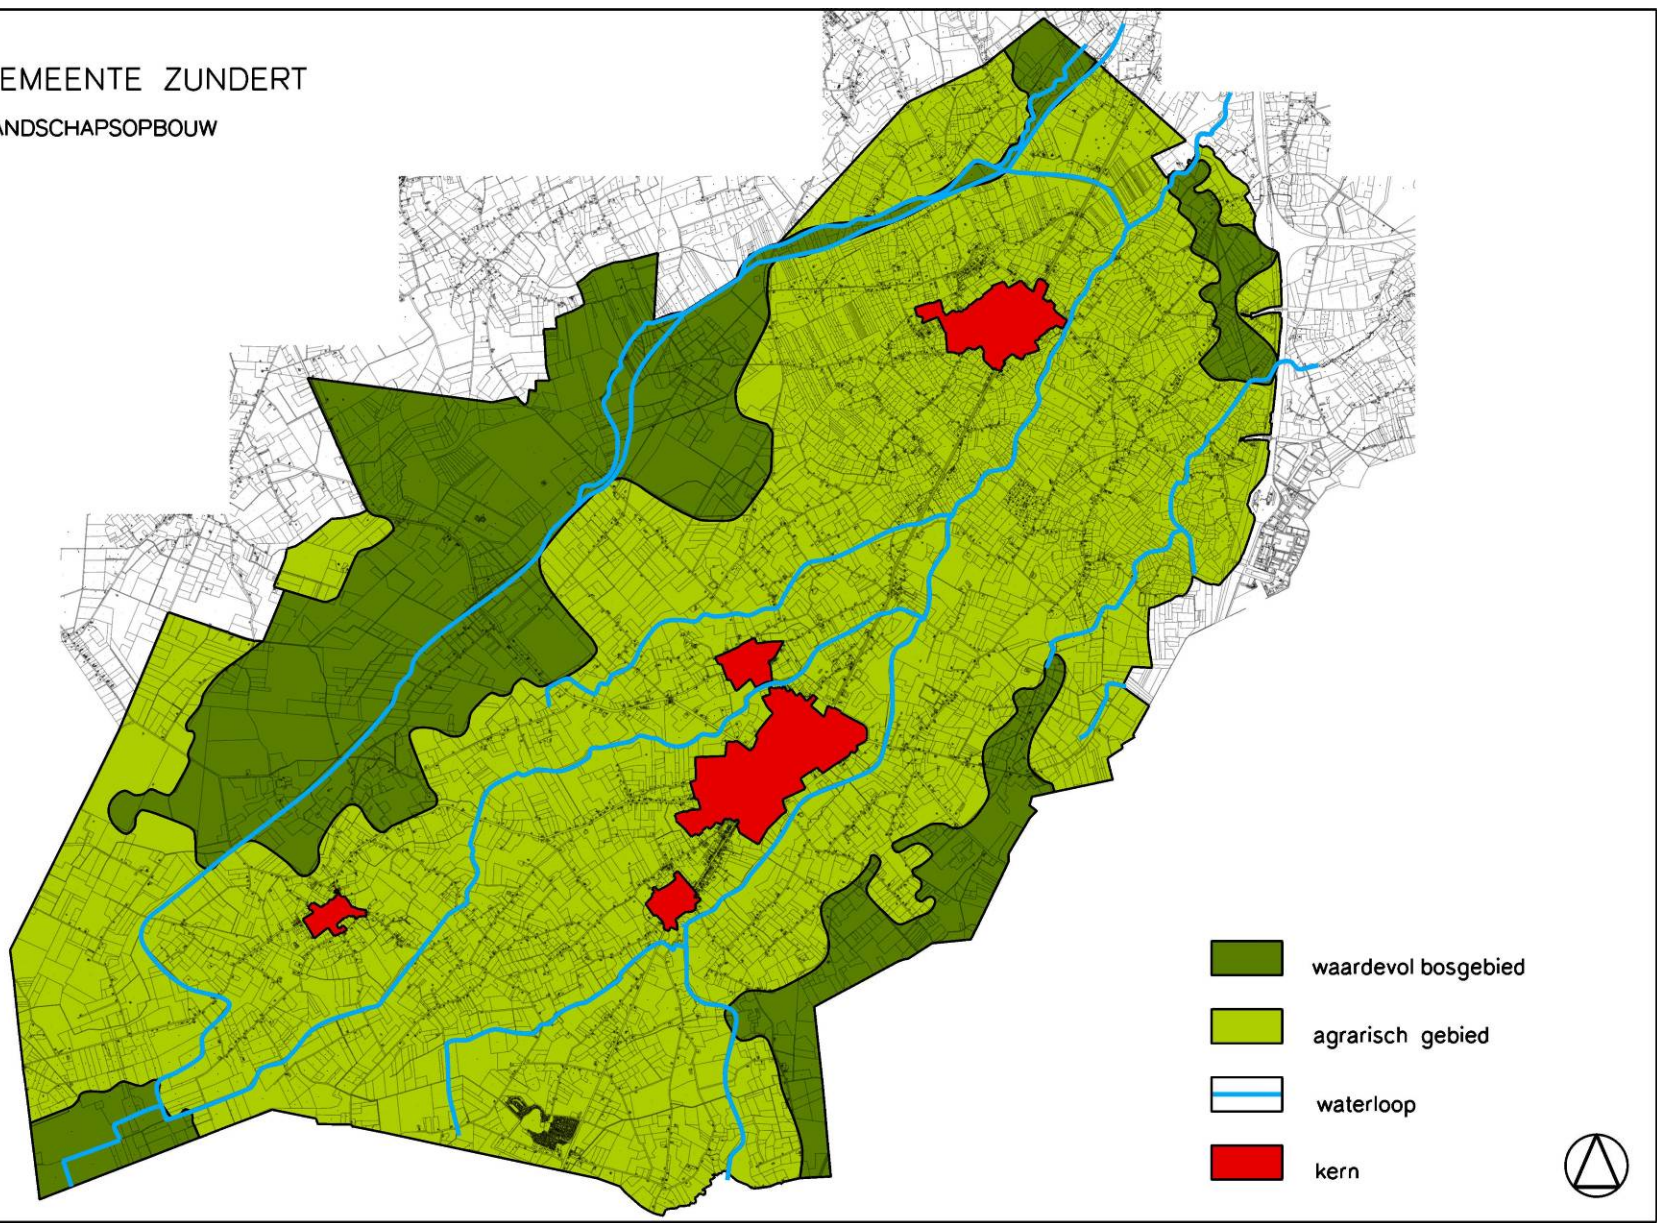 EMEENTE ZUNDERT
ANDSCHAPSOPBOUW
waardevol bosgebied
agrarisch gebied
waterloop
kern